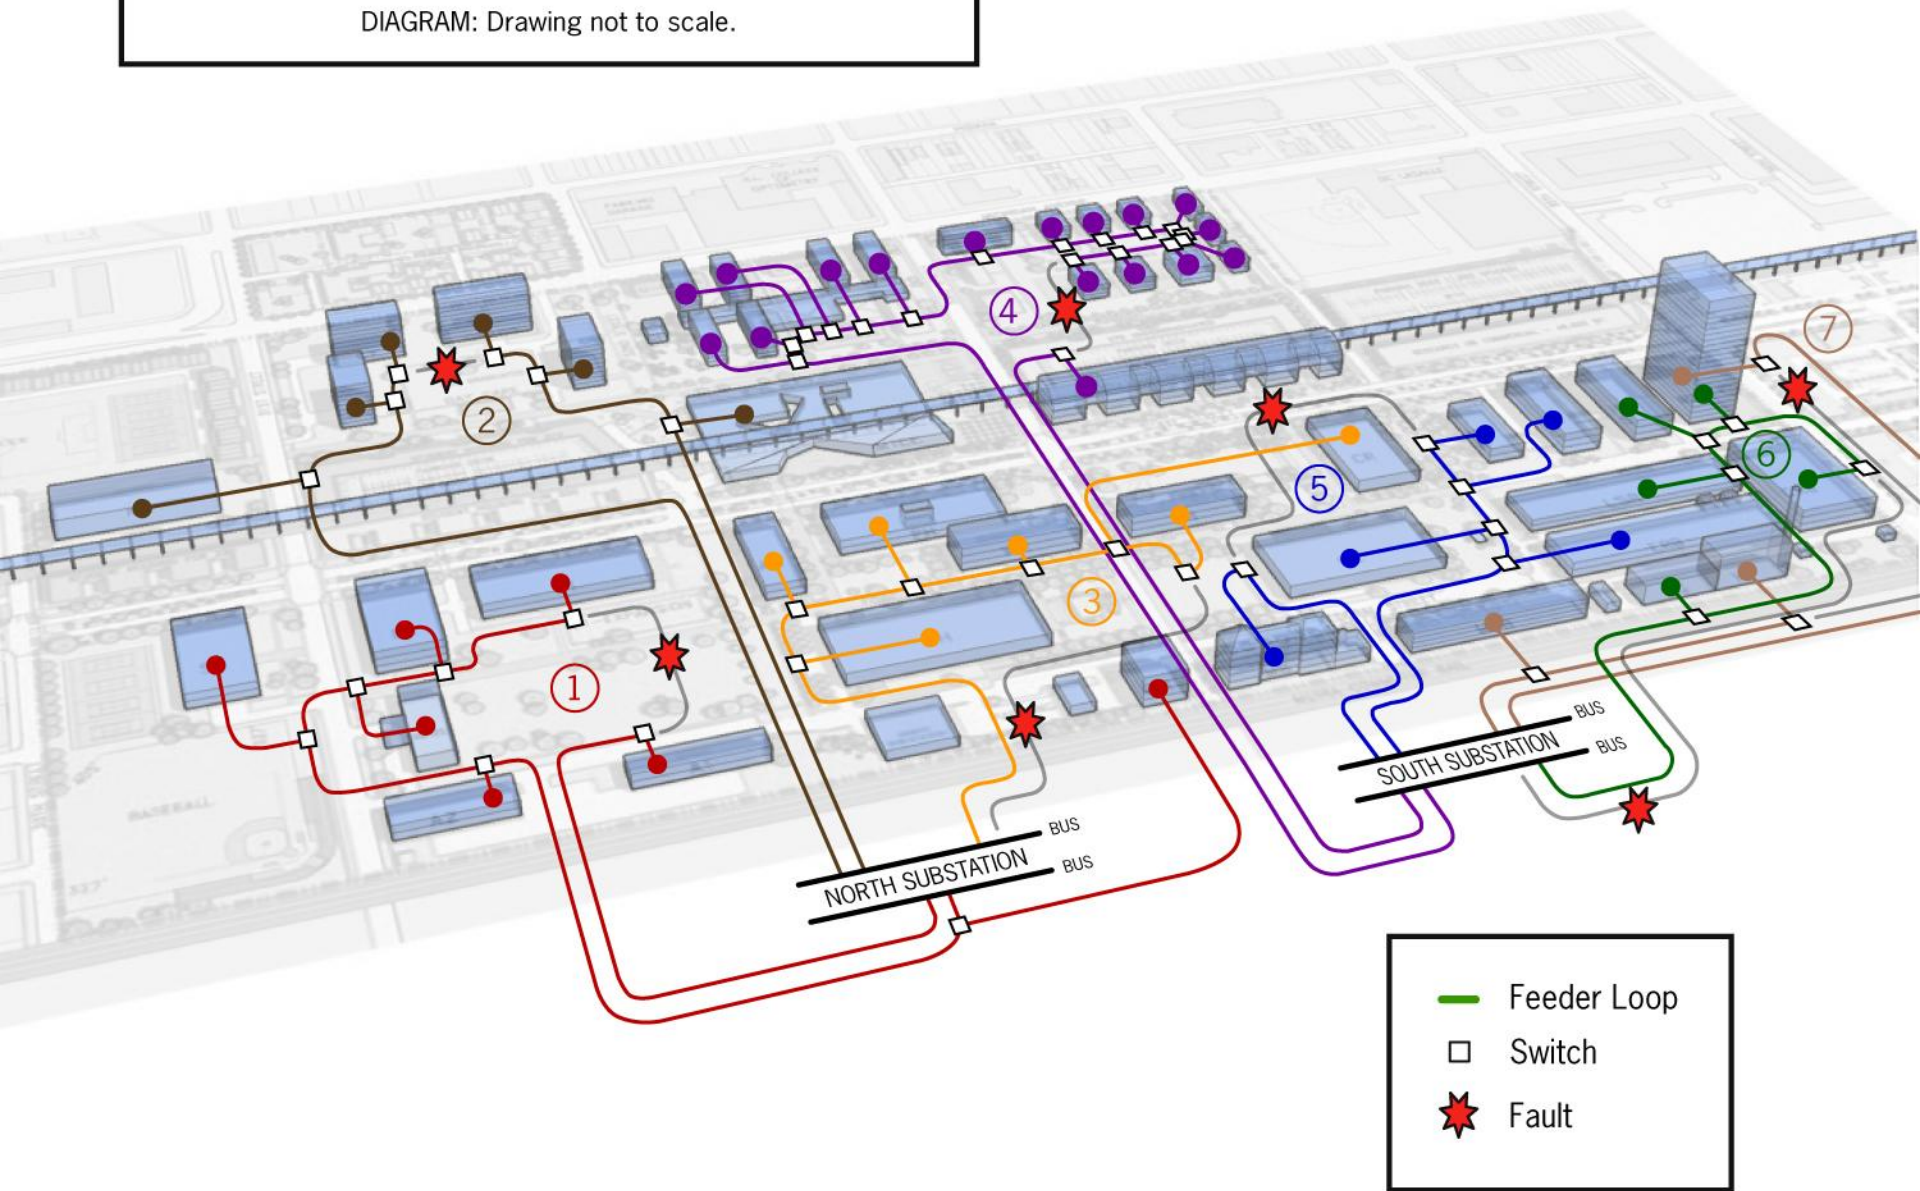 DIAGRAM: Drawing not to scale.
4
7
2
6
5
3
1
BASEBALL
BUS
SOUTH SUBSTATION
BUS
BUS
NORTH SUBSTATION
BUS
Feeder Loop
Switch
Fault